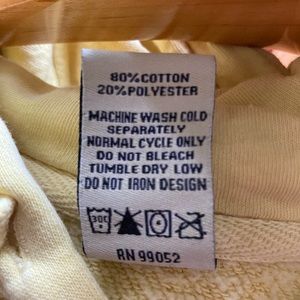 80% COTTON
20% POLYESTER
MACHINE WASH COLD
SEPARATELY
NORMAL CYCLE ONLY
DO NOT BLEACH
TUMBLE DRY LOW
DO NOT IRON DESIGN
30C
RN 99052